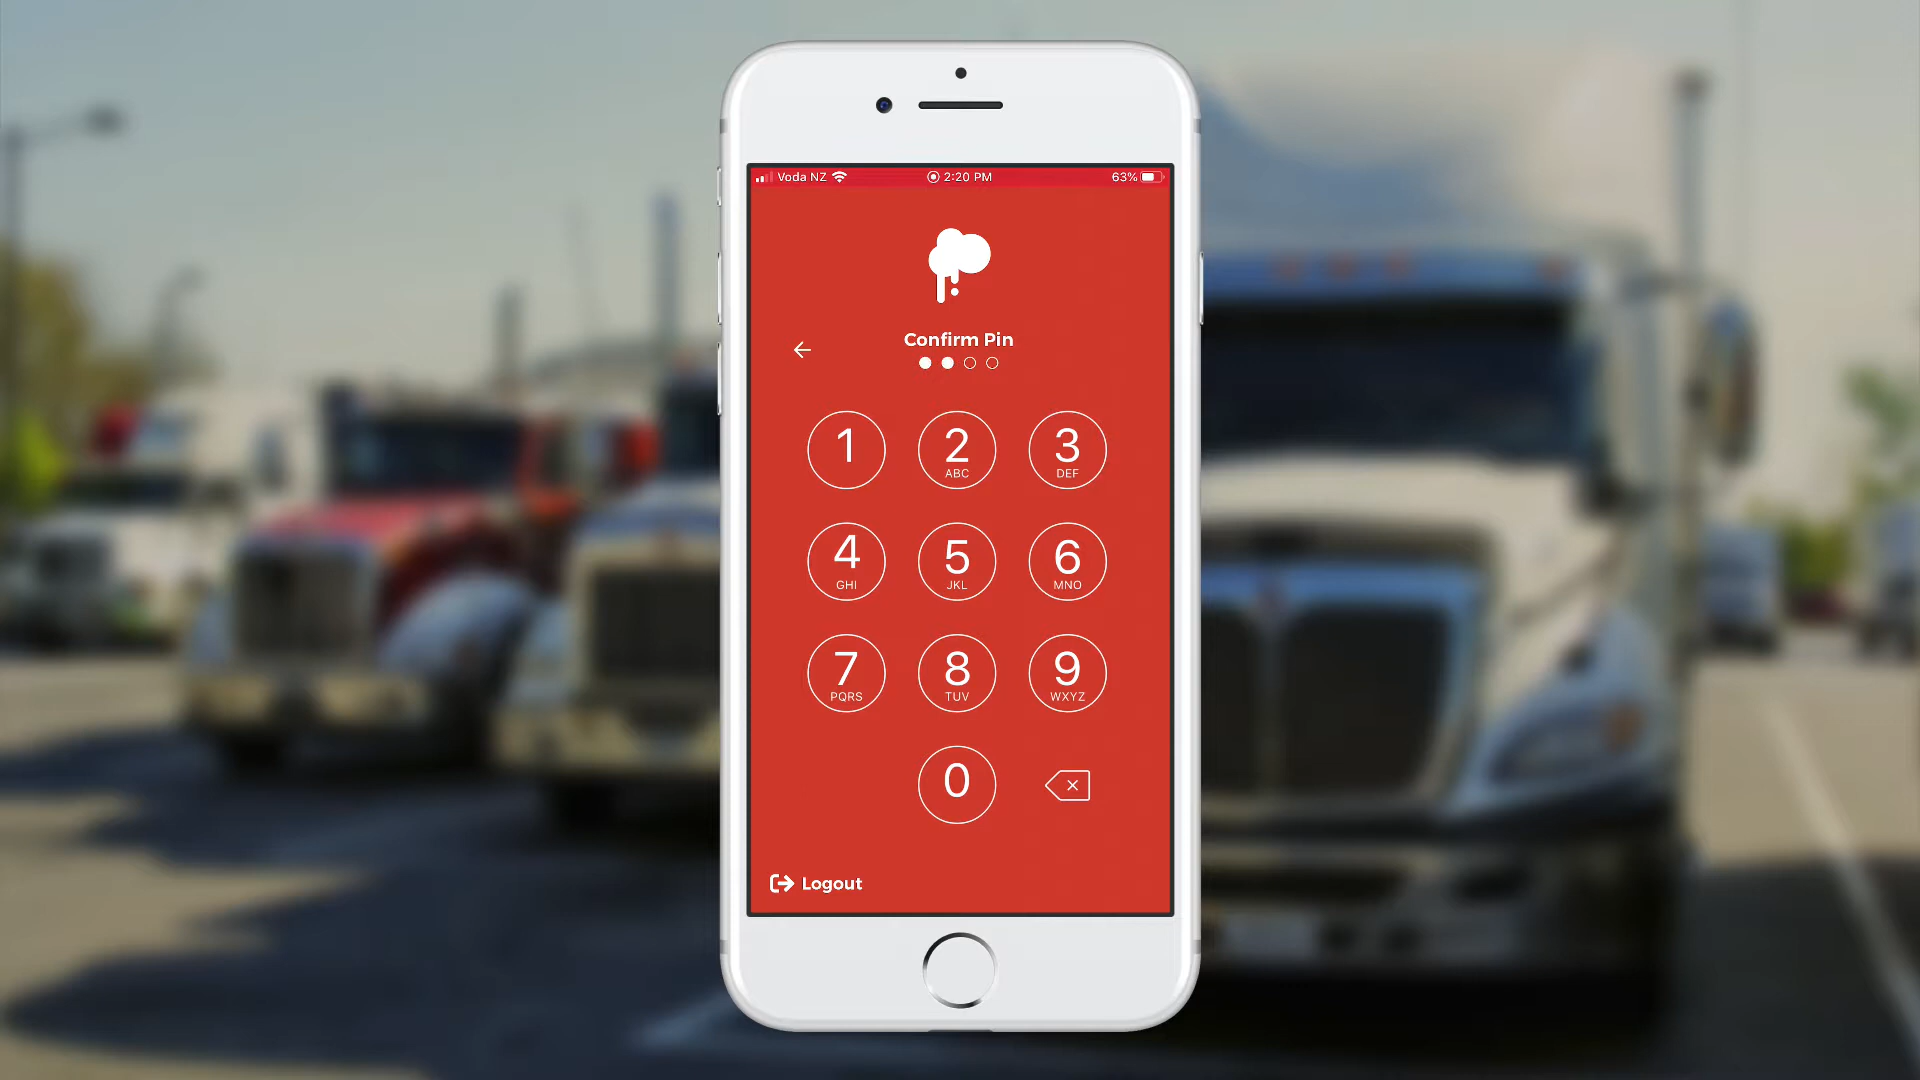 Voda NZ 2:20 PM 63%
Confirm Pin
1 2 3
ABC DEF
4 5 6
GHI JKL MNO
7 8 9
PQRS TUV WXYZ
0
Logout